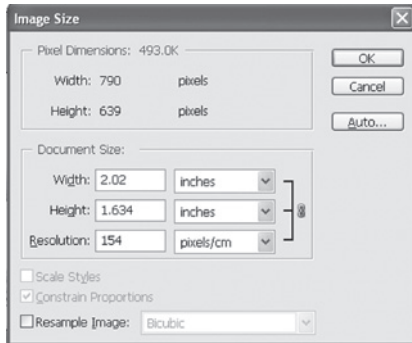 Image Size
Pixel Dimensions: 493.0K
Width: 790 pixels
Height: 639 pixels
Document Size:
Width: 2.02 inches
Height: 1.634 inches
Resolution: 154 pixels/cm
Scale Styles
Constrain Proportions
Resample Image: Bicubic
OK
Cancel
Auto...